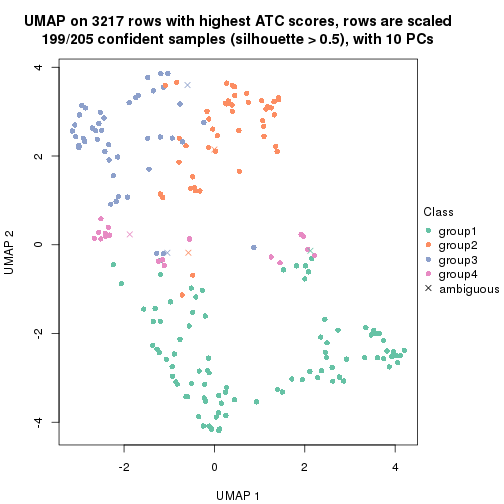 UMAP on 3217 rows with highest ATC scores, rows are scaled
199/205 confident samples (silhouette > 0.5), with 10 PCs
4
2
0
-2
-4
UMAP 2
-2
0
2
4
UMAP 1
Class
group1
group2
group3
group4
ambiguous